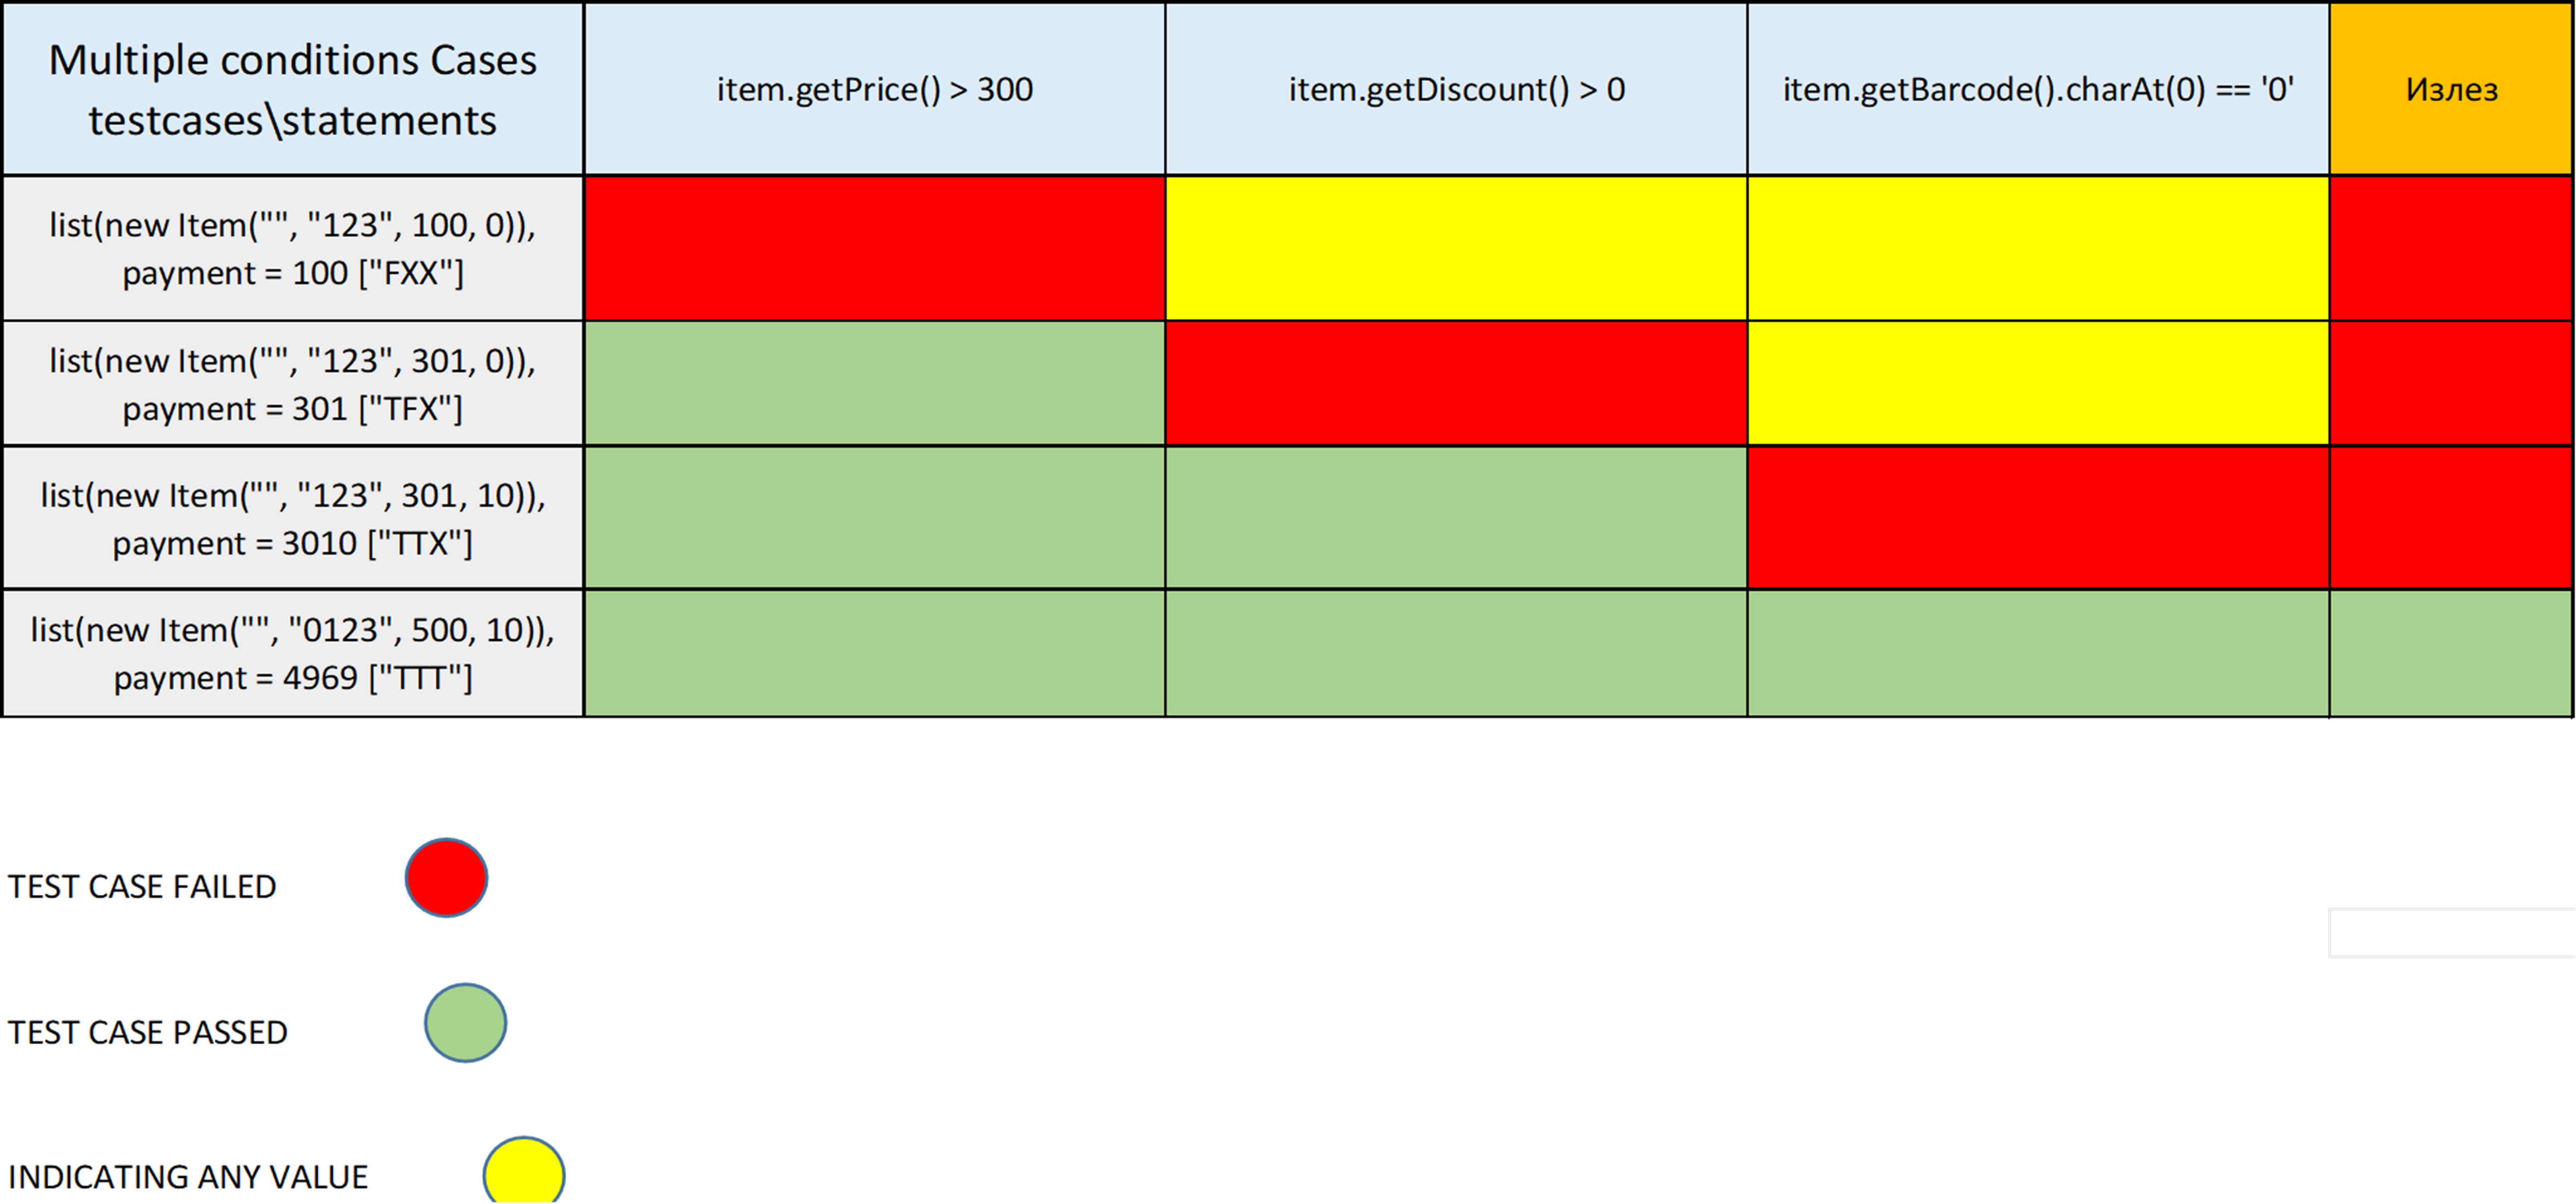 Multiple conditions Cases
testcases\statements
item.getPrice() > 300
item.getDiscount() > 0
item.getBarcode().charAt(0) == '0'
Излез
list(new Item("", "123", 100, 0)),
payment = 100 ["FXX"]
list(new Item("", "123", 301, 0)),
payment = 301 ["TFX"]
list(new Item("", "123", 301, 10)),
payment = 3010 ["TTX"]
list(new Item("", "0123", 500, 10)),
payment = 4969 ["TTT"]
TEST CASE FAILED
TEST CASE PASSED
INDICATING ANY VALUE